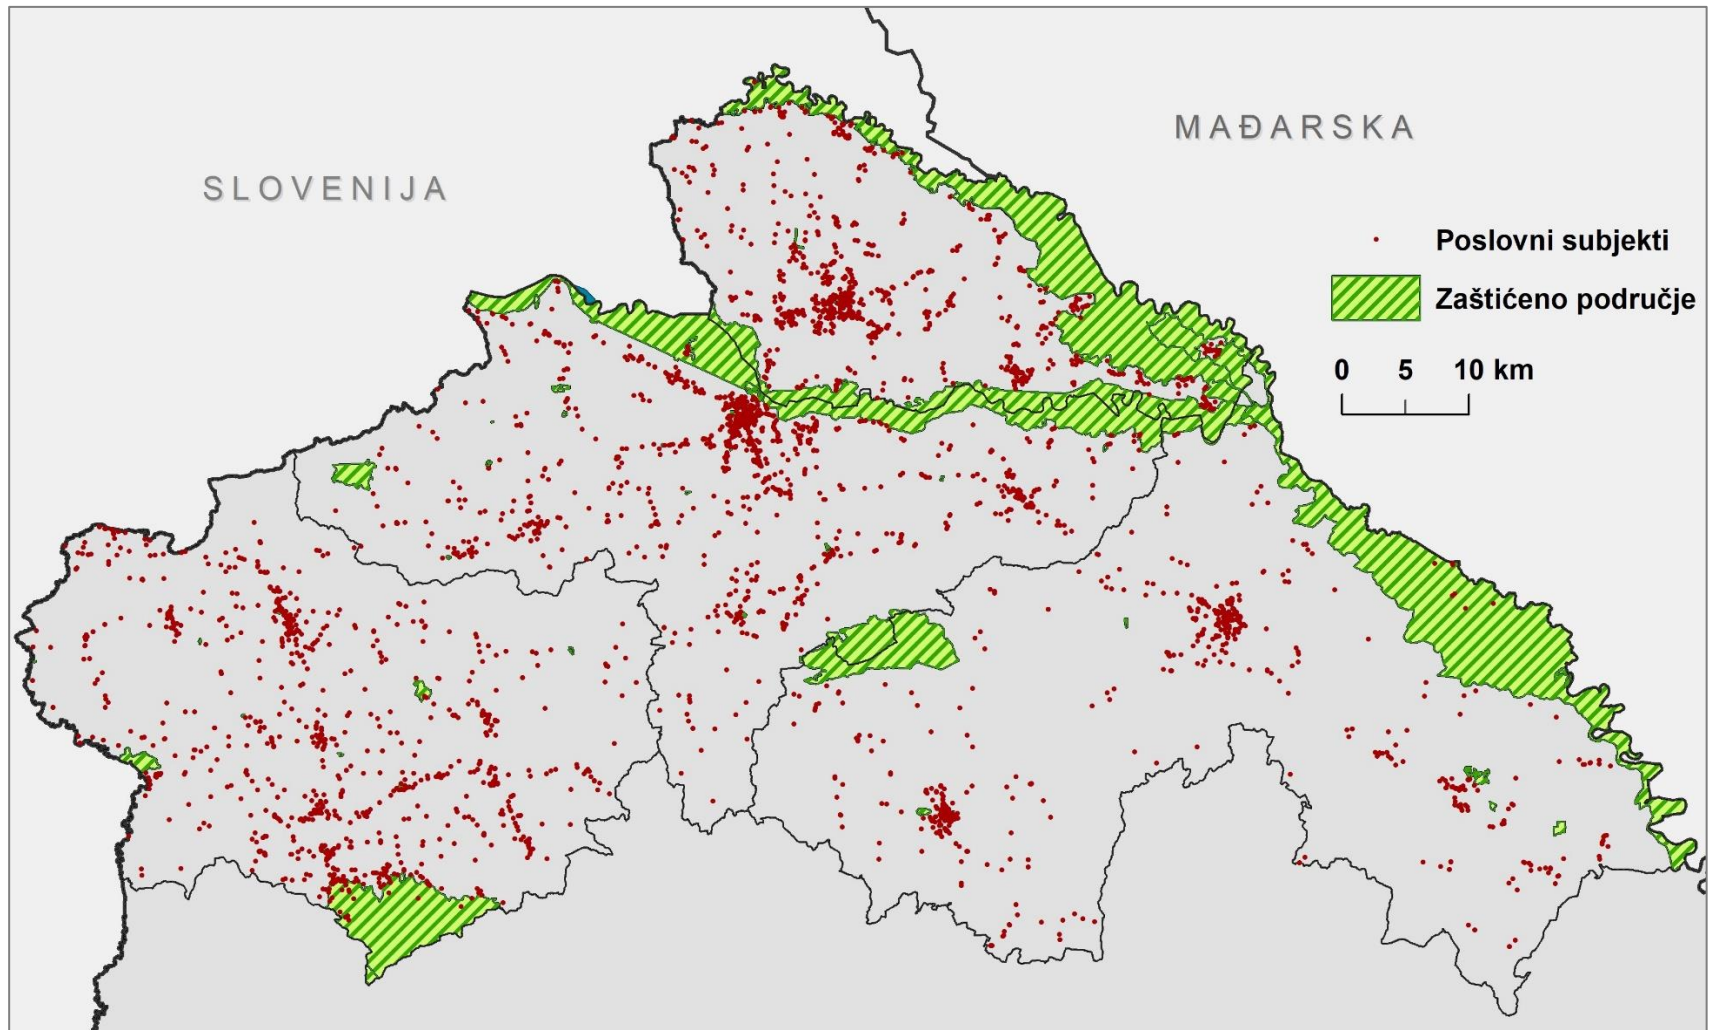 MAĐARSKA
SLOVENIJA
Poslovni subjekti
Zaštićeno područje
0 5 10 km